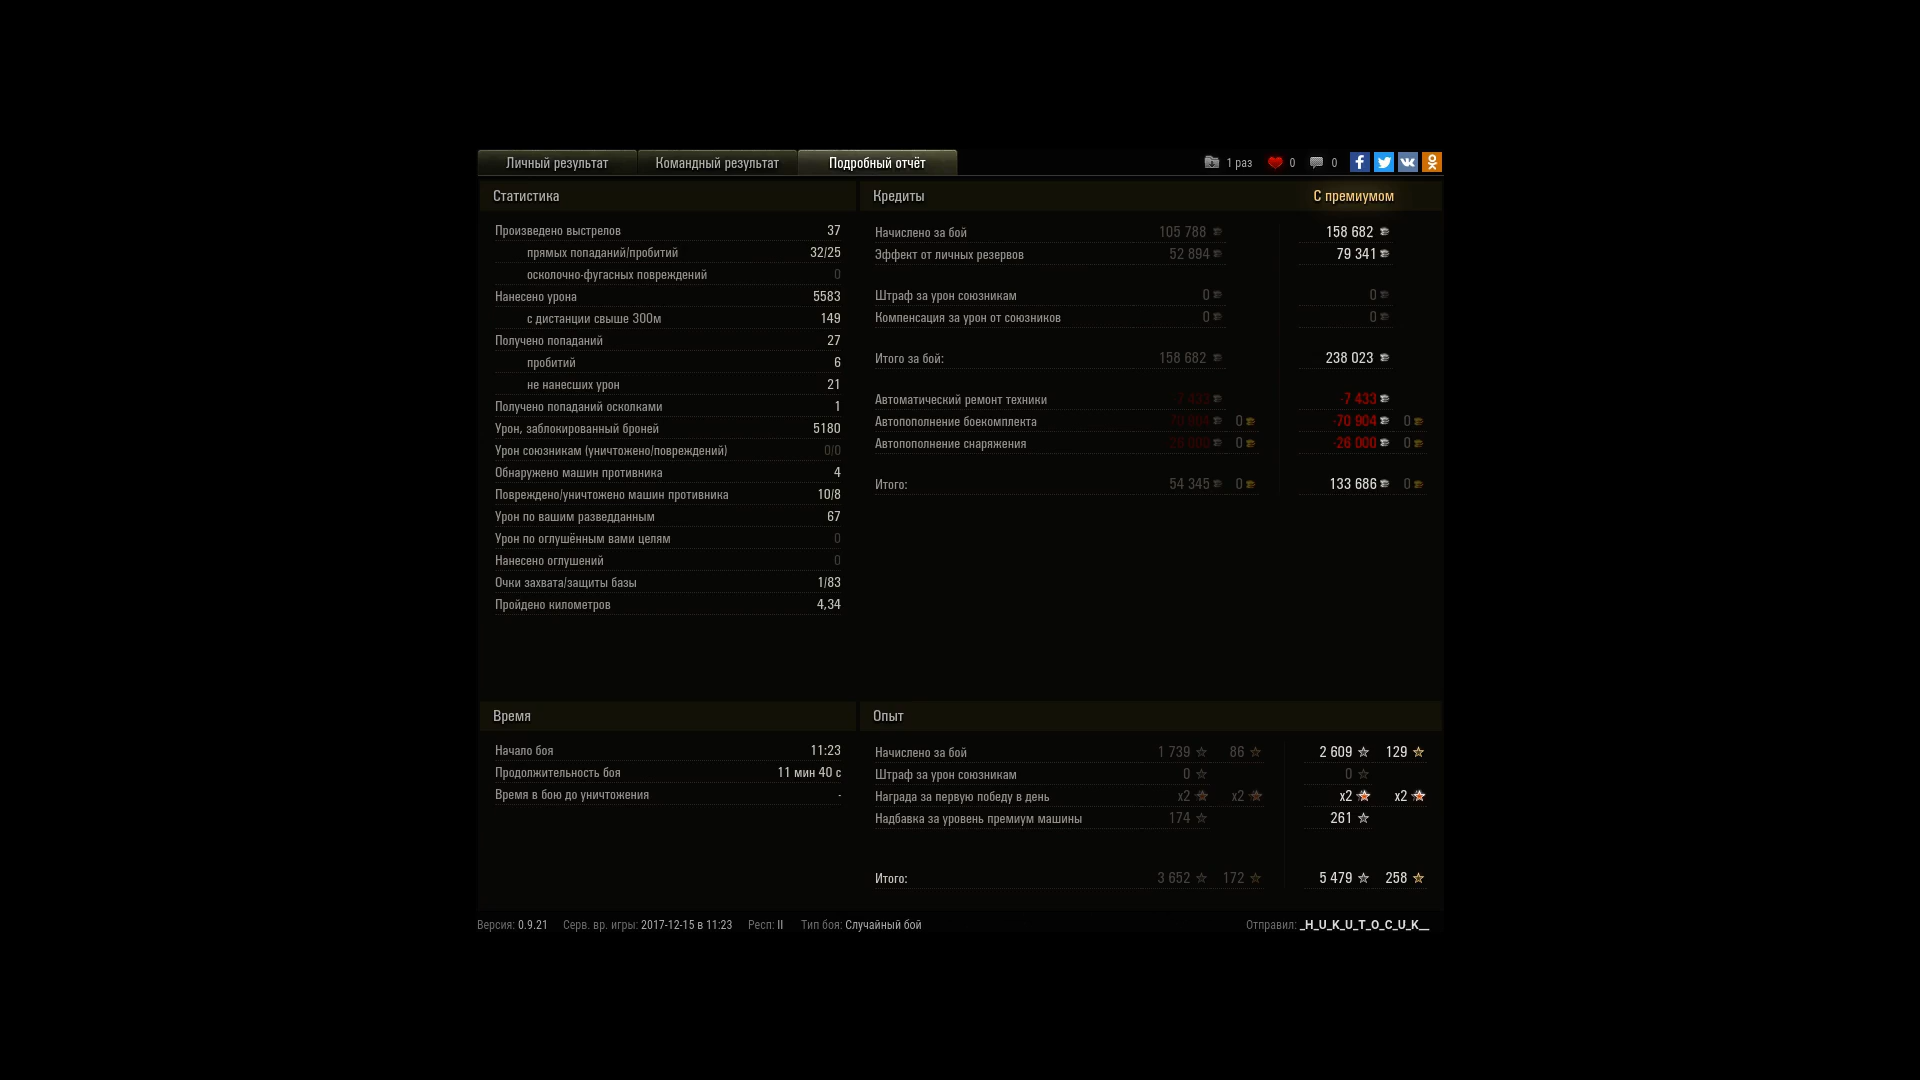 Личный результат Командный результат Подробный отчёт 1 раз 0 0
Статистика
Произведено выстрелов 37
прямых попаданий/пробитий 32/25
осколочно-фугасных повреждений 0
Нанесено урона 5583
с дистанции свыше 300м 149
Получено попаданий 27
пробитий 6
не нанесших урон 21
Получено попаданий осколками 1
Урон, заблокированный броней 5180
Урон союзникам (уничтожено/повреждений) 0/0
Обнаружено машин противника 4
Повреждено/уничтожено машин противника 10/8
Урон по вашим разведданным 67
Урон по оглушённым вами целям 0
Нанесено оглушений 0
Очки захвата/защиты базы 1/83
Пройдено километров 4,34
Кредиты С премиумом
Начислено за бой 105 788 158 682
Эффект от личных резервов 52 894 79 341
Штраф за урон союзникам 0 0
Компенсация за урон от союзников 0 0
Итого за бой: 158 682 238 023
Автоматический ремонт техники -7 433 -7 433
Автопополнение боекомплекта -70 904 0 -70 904 0
Автопополнение снаряжения -26 000 0 -26 000 0
Итого: 54 345 0 133 686 0
Время
Начало боя 11:23
Продолжительность боя 11 мин 40 с
Время в бою до уничтожения -
Опыт
Начислено за бой 1 739 86 2 609 129
Штраф за урон союзникам 0 0
Награда за первую победу в день x2 x2 x2 x2
Надбавка за уровень премиум машины 174 261
Итого: 3 652 172 5 479 258
Версия: 0.9.21 Серв. вр. игры: 2017-12-15 в 11:23 Респ: II Тип боя: Случайный бой Отправил: _H_U_K_U_T_O_C_U_K__